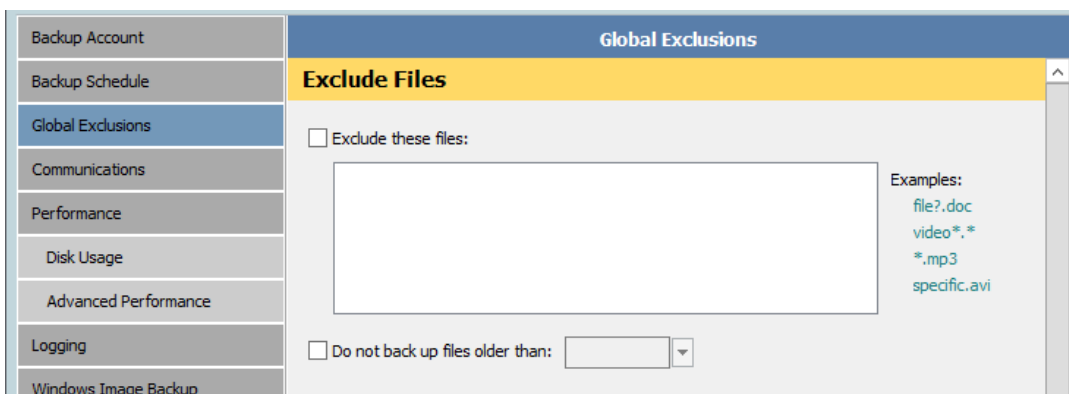 Backup Account
Backup Schedule
Global Exclusions
Communications
Performance
Disk Usage
Advanced Performance
Logging
Windows Image Backup
Global Exclusions
Exclude Files
Exclude these files:
Examples:
file?.doc
video*.*
*.mp3
specific.avi
Do not back up files older than: